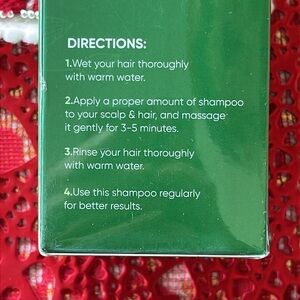 DIRECTIONS:
1.Wet your hair thoroughly
with warm water.
2.Apply a proper amount of shampoo
to your scalp & hair, and massage
it gently for 3-5 minutes.
3.Rinse your hair thoroughly
with warm water.
4.Use this shampoo regularly
for better results.